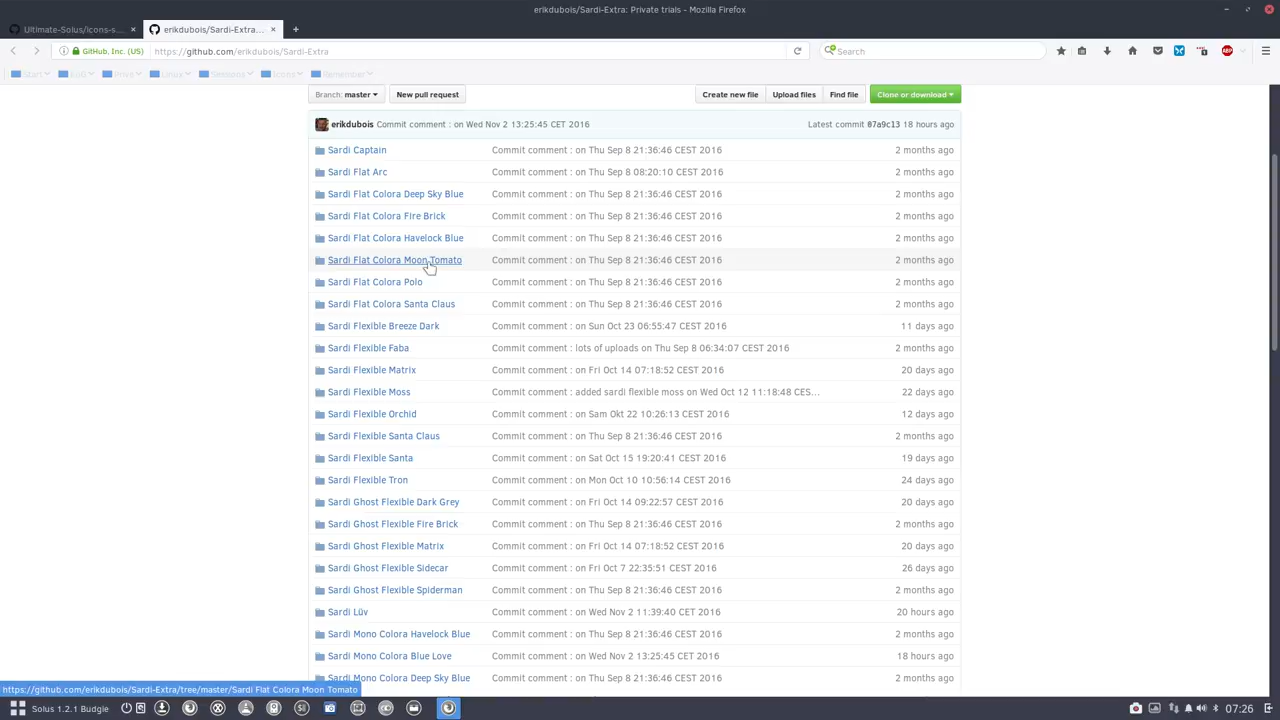 erikdubois/Sardi-Extra: Private trials - Mozilla Firefox
Ultimate-Solus/icons-s... × erikdubois/Sardi-Extra... × +
GitHub, Inc. (US) https://github.com/erikdubois/Sardi-Extra Search ABP
Start Linux Icons Remember
Branch: master New pull request Create new file Upload files Find file Clone or download
erikdubois Commit comment : on Wed Nov 2 13:25:45 CET 2016 Latest commit 07a9c13 18 hours ago
Sardi Captain Commit comment : on Thu Sep 8 21:36:46 CEST 2016 2 months ago
Sardi Flat Arc Commit comment : on Thu Sep 8 08:20:10 CEST 2016 2 months ago
Sardi Flat Colora Deep Sky Blue Commit comment : on Thu Sep 8 21:36:46 CEST 2016 2 months ago
Sardi Flat Colora Fire Brick Commit comment : on Thu Sep 8 21:36:46 CEST 2016 2 months ago
Sardi Flat Colora Havelock Blue Commit comment : on Thu Sep 8 21:36:46 CEST 2016 2 months ago
Sardi Flat Colora Moon Tomato Commit comment : on Thu Sep 8 21:36:46 CEST 2016 2 months ago
Sardi Flat Colora Polo Commit comment : on Thu Sep 8 21:36:46 CEST 2016 2 months ago
Sardi Flat Colora Santa Claus Commit comment : on Thu Sep 8 21:36:46 CEST 2016 2 months ago
Sardi Flexible Breeze Dark Commit comment : on Sun Oct 23 06:55:47 CEST 2016 11 days ago
Sardi Flexible Faba Commit comment : lots of uploads on Thu Sep 8 06:34:07 CEST 2016 2 months ago
Sardi Flexible Matrix Commit comment : on Fri Oct 14 07:18:52 CEST 2016 20 days ago
Sardi Flexible Moss Commit comment : added sardi flexible moss on Wed Oct 12 11:18:48 CES... 22 days ago
Sardi Flexible Orchid Commit comment : on Sam Okt 22 10:26:13 CEST 2016 12 days ago
Sardi Flexible Santa Claus Commit comment : on Thu Sep 8 21:36:46 CEST 2016 2 months ago
Sardi Flexible Santa Commit comment : on Sat Oct 15 19:20:41 CEST 2016 19 days ago
Sardi Flexible Tron Commit comment : on Mon Oct 10 10:56:14 CEST 2016 24 days ago
Sardi Ghost Flexible Dark Grey Commit comment : on Fri Oct 14 09:22:57 CEST 2016 20 days ago
Sardi Ghost Flexible Fire Brick Commit comment : on Thu Sep 8 21:36:46 CEST 2016 2 months ago
Sardi Ghost Flexible Matrix Commit comment : on Fri Oct 14 07:18:52 CEST 2016 20 days ago
Sardi Ghost Flexible Sidecar Commit comment : on Fri Oct 7 22:35:51 CEST 2016 26 days ago
Sardi Ghost Flexible Spiderman Commit comment : on Thu Sep 8 21:36:46 CEST 2016 2 months ago
Sardi Lüv Commit comment : on Wed Nov 2 11:39:40 CET 2016 20 hours ago
Sardi Mono Colora Havelock Blue Commit comment : on Thu Sep 8 21:36:46 CEST 2016 2 months ago
Sardi Mono Colora Blue Love Commit comment : on Wed Nov 2 13:25:45 CET 2016 18 hours ago
Sardi Mono Colora Deep Sky Blue Commit comment : on Thu Sep 8 21:36:46 CEST 2016 2 months ago
https://github.com/erikdubois/Sardi-Extra/tree/master/Sardi Flat Colora Moon Tomato
Solus 1.2.1 Budgie 07:26